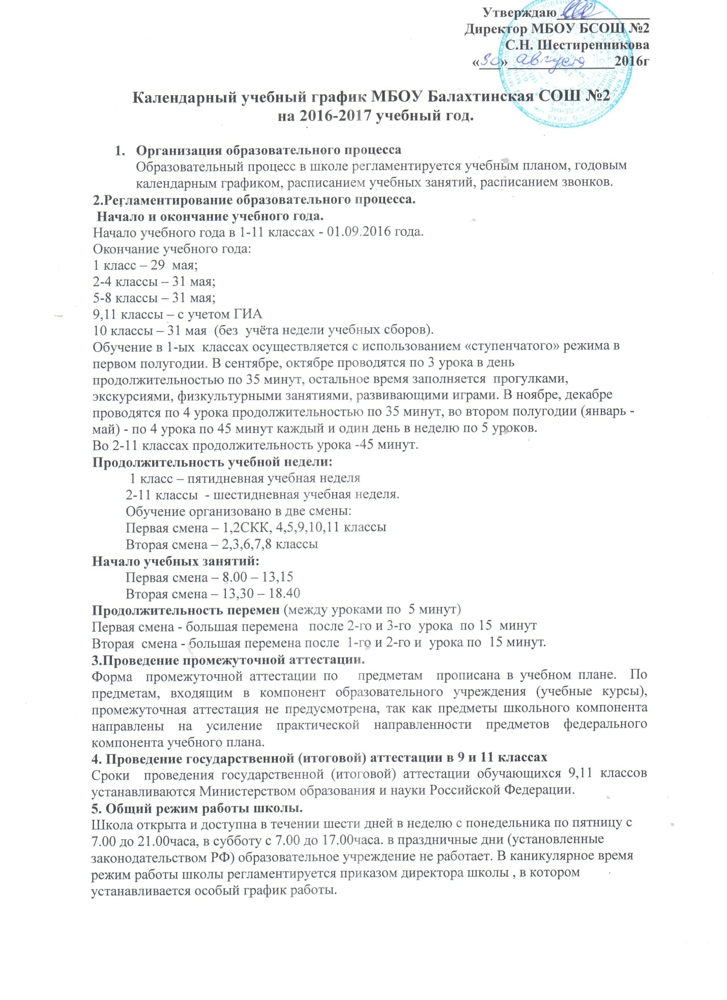 Утверждаю_____________
Директор МБОУ БСОШ №2
С.Н. Шестиренникова
«30» августа 2016г
Календарный учебный график МБОУ Балахтинская СОШ №2
на 2016-2017 учебный год.
1. Организация образовательного процесса
Образовательный процесс в школе регламентируется учебным планом, годовым
календарным графиком, расписанием учебных занятий, расписанием звонков.
2.Регламентирование образовательного процесса.
Начало и окончание учебного года.
Начало учебного года в 1-11 классах - 01.09.2016 года.
Окончание учебного года:
1 класс – 29 мая;
2-4 классы – 31 мая;
5-8 классы – 31 мая;
9,11 классы – с учетом ГИА
10 классы – 31 мая (без учёта недели учебных сборов).
Обучение в 1-ых классах осуществляется с использованием «ступенчатого» режима в
первом полугодии. В сентябре, октябре проводятся по 3 урока в день
продолжительностью по 35 минут, остальное время заполняется прогулками,
экскурсиями, физкультурными занятиями, развивающими играми. В ноябре, декабре
проводятся по 4 урока продолжительностью по 35 минут, во втором полугодии (январь -
май) - по 4 урока по 45 минут каждый и один день в неделю по 5 уроков.
Во 2-11 классах продолжительность урока -45 минут.
Продолжительность учебной недели:
1 класс – пятидневная учебная неделя
2-11 классы - шестидневная учебная неделя.
Обучение организовано в две смены:
Первая смена – 1,2СКК, 4,5,9,10,11 классы
Вторая смена – 2,3,6,7,8 классы
Начало учебных занятий:
Первая смена – 8.00 – 13,15
Вторая смена – 13,30 – 18.40
Продолжительность перемен (между уроками по 5 минут)
Первая смена - большая перемена после 2-го и 3-го урока по 15 минут
Вторая смена - большая перемена после 1-го и 2-го и урока по 15 минут.
3.Проведение промежуточной аттестации.
Форма промежуточной аттестации по предметам прописана в учебном плане. По
предметам, входящим в компонент образовательного учреждения (учебные курсы),
промежуточная аттестация не предусмотрена, так как предметы школьного компонента
направлены на усиление практической направленности предметов федерального
компонента учебного плана.
4. Проведение государственной (итоговой) аттестации в 9 и 11 классах
Сроки проведения государственной (итоговой) аттестации обучающихся 9,11 классов
устанавливаются Министерством образования и науки Российской Федерации.
5. Общий режим работы школы.
Школа открыта и доступна в течении шести дней в неделю с понедельника по пятницу с
7.00 до 21.00часа, в субботу с 7.00 до 17.00часа. в праздничные дни (установленные
законодательством РФ) образовательное учреждение не работает. В каникулярное время
режим работы школы регламентируется приказом директора школы , в котором
устанавливается особый график работы.